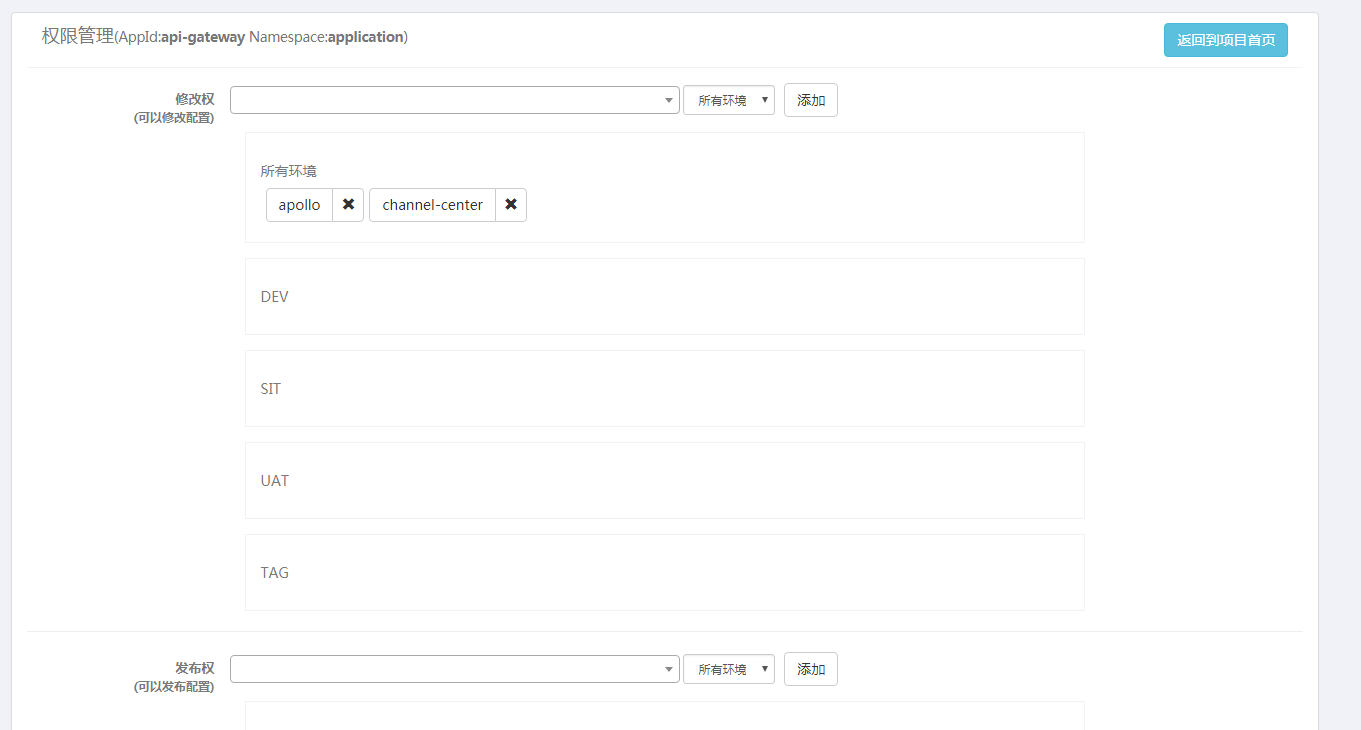 权限管理(AppId:api-gateway Namespace:application)
返回到项目首页
修改权
(可以修改配置)
所有环境
添加
所有环境
apollo
channel-center
DEV
SIT
UAT
TAG
发布权
(可以发布配置)
所有环境
添加